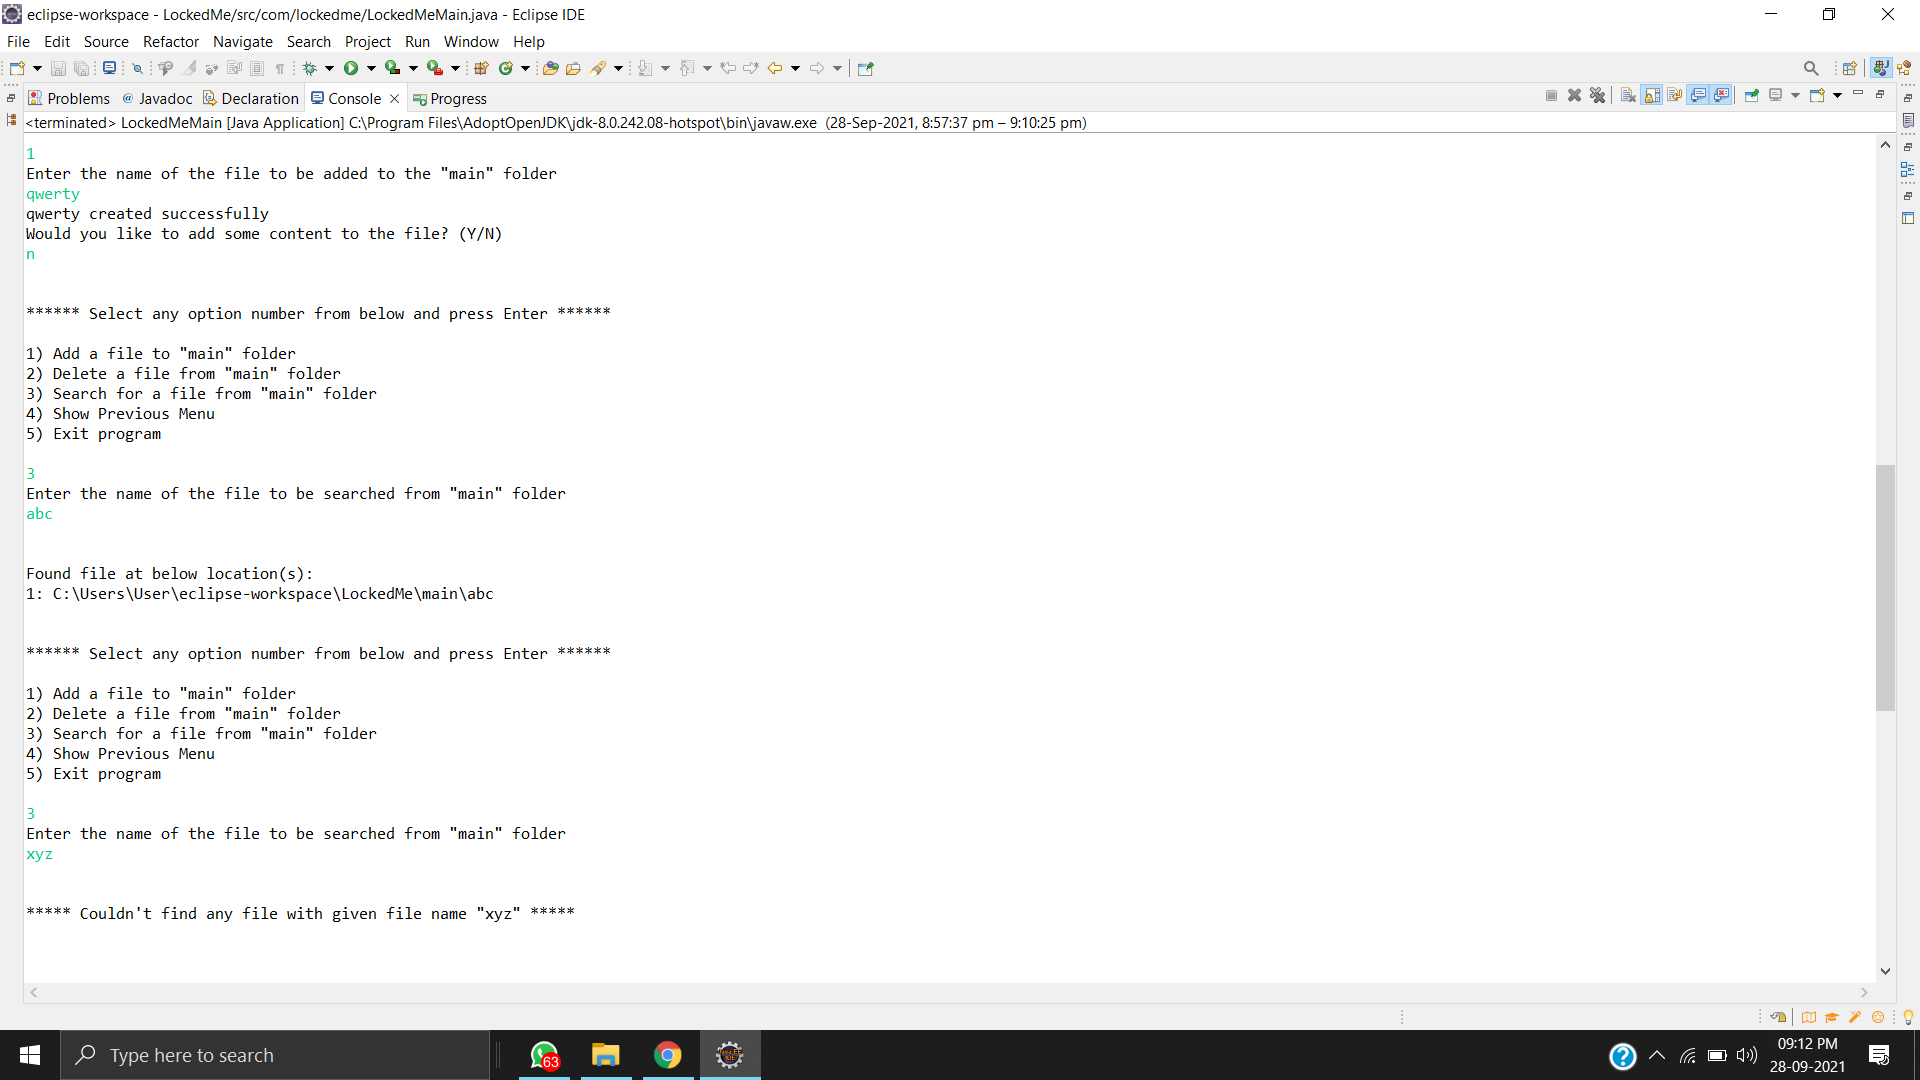 eclipse-workspace - LockedMe/src/com/lockedme/LockedMeMain.java - Eclipse IDE
File Edit Source Refactor Navigate Search Project Run Window Help
Problems @ Javadoc Declaration Console Progress
<terminated> LockedMeMain [Java Application] C:\Program Files\AdoptOpenJDK\jdk-8.0.242.08-hotspot\bin\javaw.exe (28-Sep-2021, 8:57:37 pm – 9:10:25 pm)
1
Enter the name of the file to be added to the "main" folder
qwerty
qwerty created successfully
Would you like to add some content to the file? (Y/N)
n
****** Select any option number from below and press Enter ******
1) Add a file to "main" folder
2) Delete a file from "main" folder
3) Search for a file from "main" folder
4) Show Previous Menu
5) Exit program
3
Enter the name of the file to be searched from "main" folder
abc
Found file at below location(s):
1: C:\Users\User\eclipse-workspace\LockedMe\main\abc
****** Select any option number from below and press Enter ******
1) Add a file to "main" folder
2) Delete a file from "main" folder
3) Search for a file from "main" folder
4) Show Previous Menu
5) Exit program
3
Enter the name of the file to be searched from "main" folder
xyz
***** Couldn't find any file with given file name "xyz" *****
Type here to search
63
09:12 PM
28-09-2021